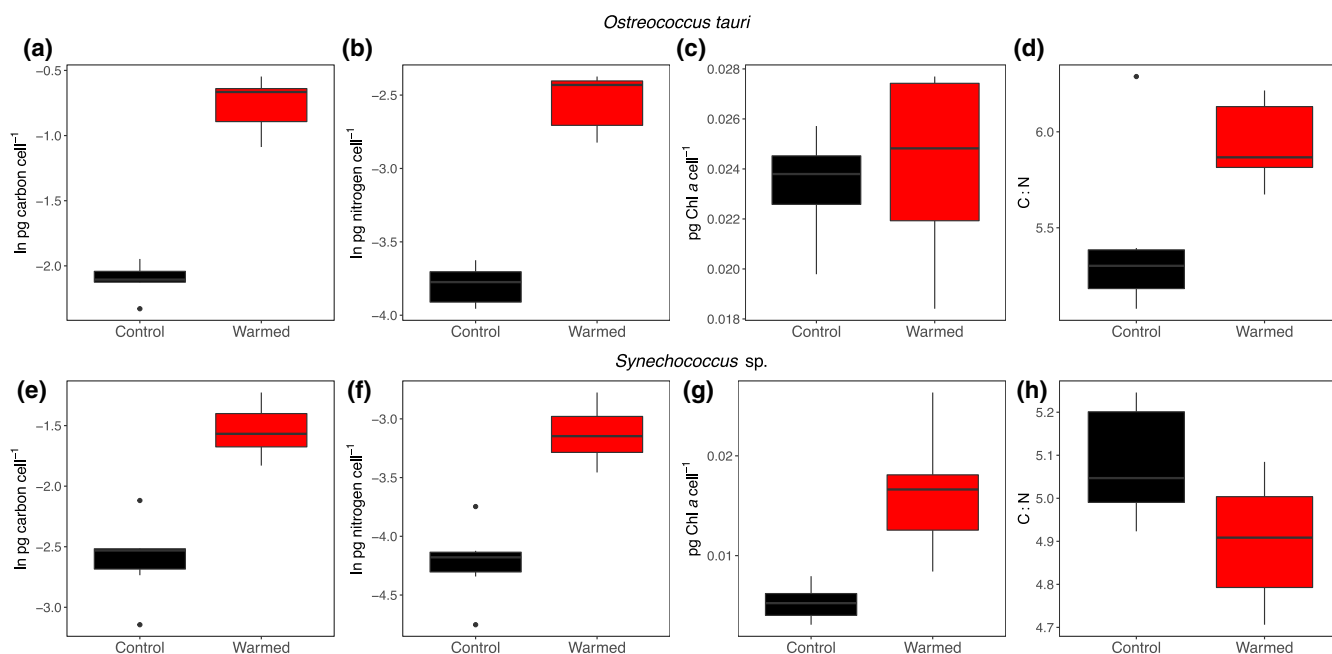 Ostreococcus tauri
(a) (b) (c) (d)
ln pg carbon cell⁻¹
−0.5
−1.0
−1.5
−2.0
Control Warmed
ln pg nitrogen cell⁻¹
−2.5
−3.0
−3.5
−4.0
Control Warmed
pg Chl a cell⁻¹
0.028
0.026
0.024
0.022
0.020
0.018
Control Warmed
C:N
6.0
5.5
Control Warmed
Synechococcus sp.
(e) (f) (g) (h)
ln pg carbon cell⁻¹
−1.5
−2.0
−2.5
−3.0
Control Warmed
ln pg nitrogen cell⁻¹
−3.0
−3.5
−4.0
−4.5
Control Warmed
pg Chl a cell⁻¹
0.02
0.01
Control Warmed
C:N
5.2
5.1
5.0
4.9
4.8
4.7
Control Warmed